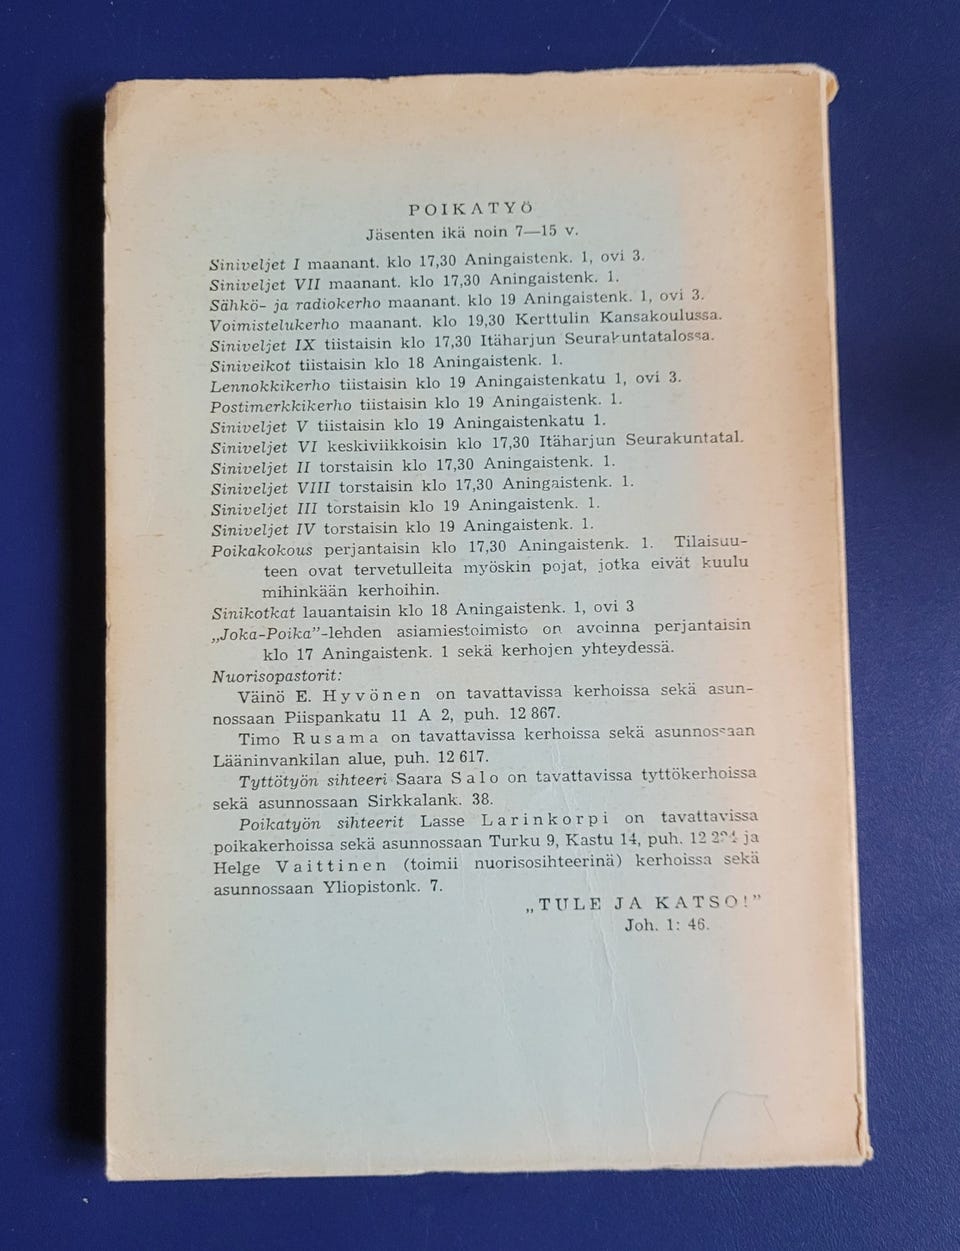 POIKATYÖ
Jäsenten ikä noin 7—15 v.
Siniveljet I maanant. klo 17,30 Aningaistenk. 1, ovi 3.
Siniveljet VII maanant. klo 17,30 Aningaistenk. 1.
Sähkö- ja radiokerho maanant. klo 19 Aningaistenk. 1, ovi 3.
Voimistelukerho maanant. klo 19,30 Kerttulin Kansakoulussa.
Siniveljet IX tiistaisin klo 17,30 Itäharjun Seurakuntatalossa.
Siniveikot tiistaisin klo 18 Aningaistenk. 1.
Lennokkikerho tiistaisin klo 19 Aningaistenkatu 1, ovi 3.
Postimerkkikerho tiistaisin klo 19 Aningaistenk. 1.
Siniveljet V tiistaisin klo 19 Aningaistenkatu 1.
Siniveljet VI keskiviikkoisin klo 17,30 Itäharjun Seurakuntatal.
Siniveljet II torstaisin klo 17,30 Aningaistenk. 1.
Siniveljet VIII torstaisin klo 17,30 Aningaistenk. 1.
Siniveljet III torstaisin klo 19 Aningaistenk. 1.
Siniveljet IV torstaisin klo 19 Aningaistenk. 1.
Poikakokous perjantaisin klo 17,30 Aningaistenk. 1. Tilaisuu-
teen ovat tervetulleita myöskin pojat, jotka eivät kuulu
mihinkään kerhoihin.
Sinikotkat lauantaisin klo 18 Aningaistenk. 1, ovi 3
„Joka-Poika”-lehden asiamiestoimisto on avoinna perjantaisin
klo 17 Aningaistenk. 1 sekä kerhojen yhteydessä.
Nuorisopastorit:
Väinö E. Hyvönen on tavattavissa kerhoissa sekä asun-
nossaan Piispankatu 11 A 2, puh. 12 867.
Timo Rusama on tavattavissa kerhoissa sekä asunnossaan
Lääninvankilan alue, puh. 12 617.
Tyttötyön sihteeri Saara Salo on tavattavissa tyttökerhoissa
sekä asunnossaan Sirkkalank. 38.
Poikatyön sihteerit Lasse Larinkorpi on tavattavissa
poikakerhoissa sekä asunnossaan Turku 9, Kastu 14, puh. 12 ja
Helge Vaittinen (toimii nuorisosihteerinä) kerhoissa sekä
asunnossaan Yliopistonk. 7.
„TULE JA KATSO!”
Joh. 1: 46.